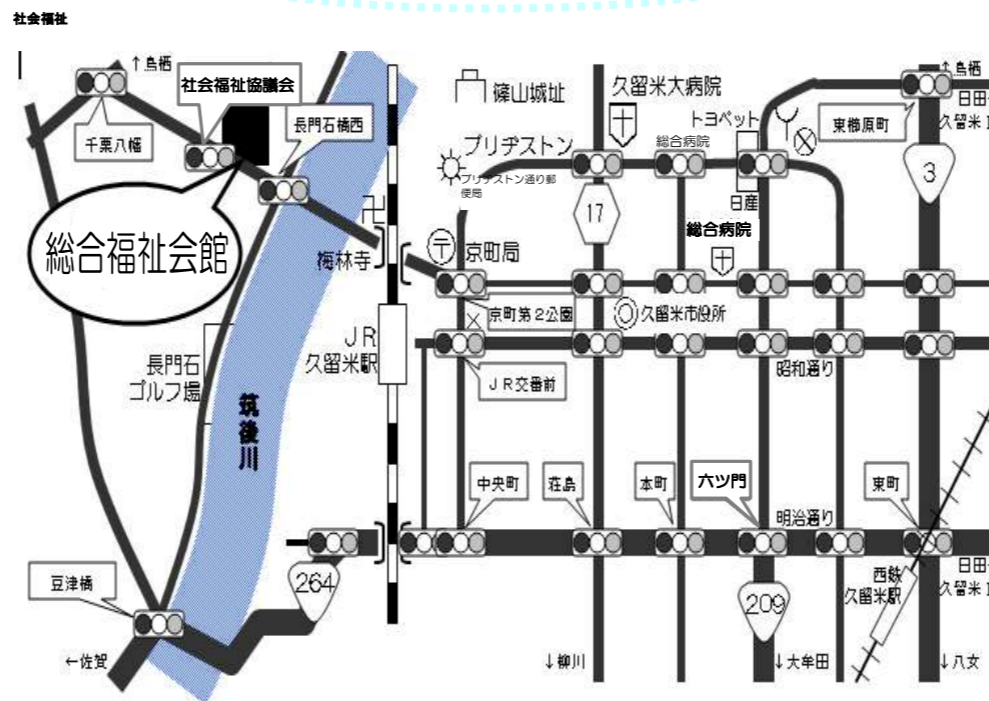 社会福祉
↑鳥栖
社会福祉協議会
千栗八幡
長門石橋西
総合福祉会館
卍
梅林寺
篠山城址
久留米大病院
ブリヂストン
ブリヂストン通り郵
便局
総合病院
トヨペット
日産
東櫛原町
↑鳥栖
日田
久留米I
3
17
〒
京町局
総合病院
京町第2公園
久留米市役所
JR
久留米駅
JR交番前
昭和通り
長門石
ゴルフ場
筑後川
中央町
荘島
本町
六ツ門
明治通り
東町
264
209
西鉄
久留米駅
日田
久留米I
豆津橋
←佐賀
↓柳川
↓大牟田
↓八女